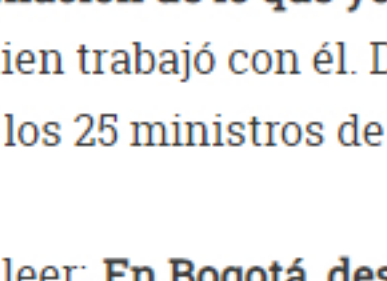 ien trabajó con él. D
los 25 ministros de
leer: En Bogotá, des